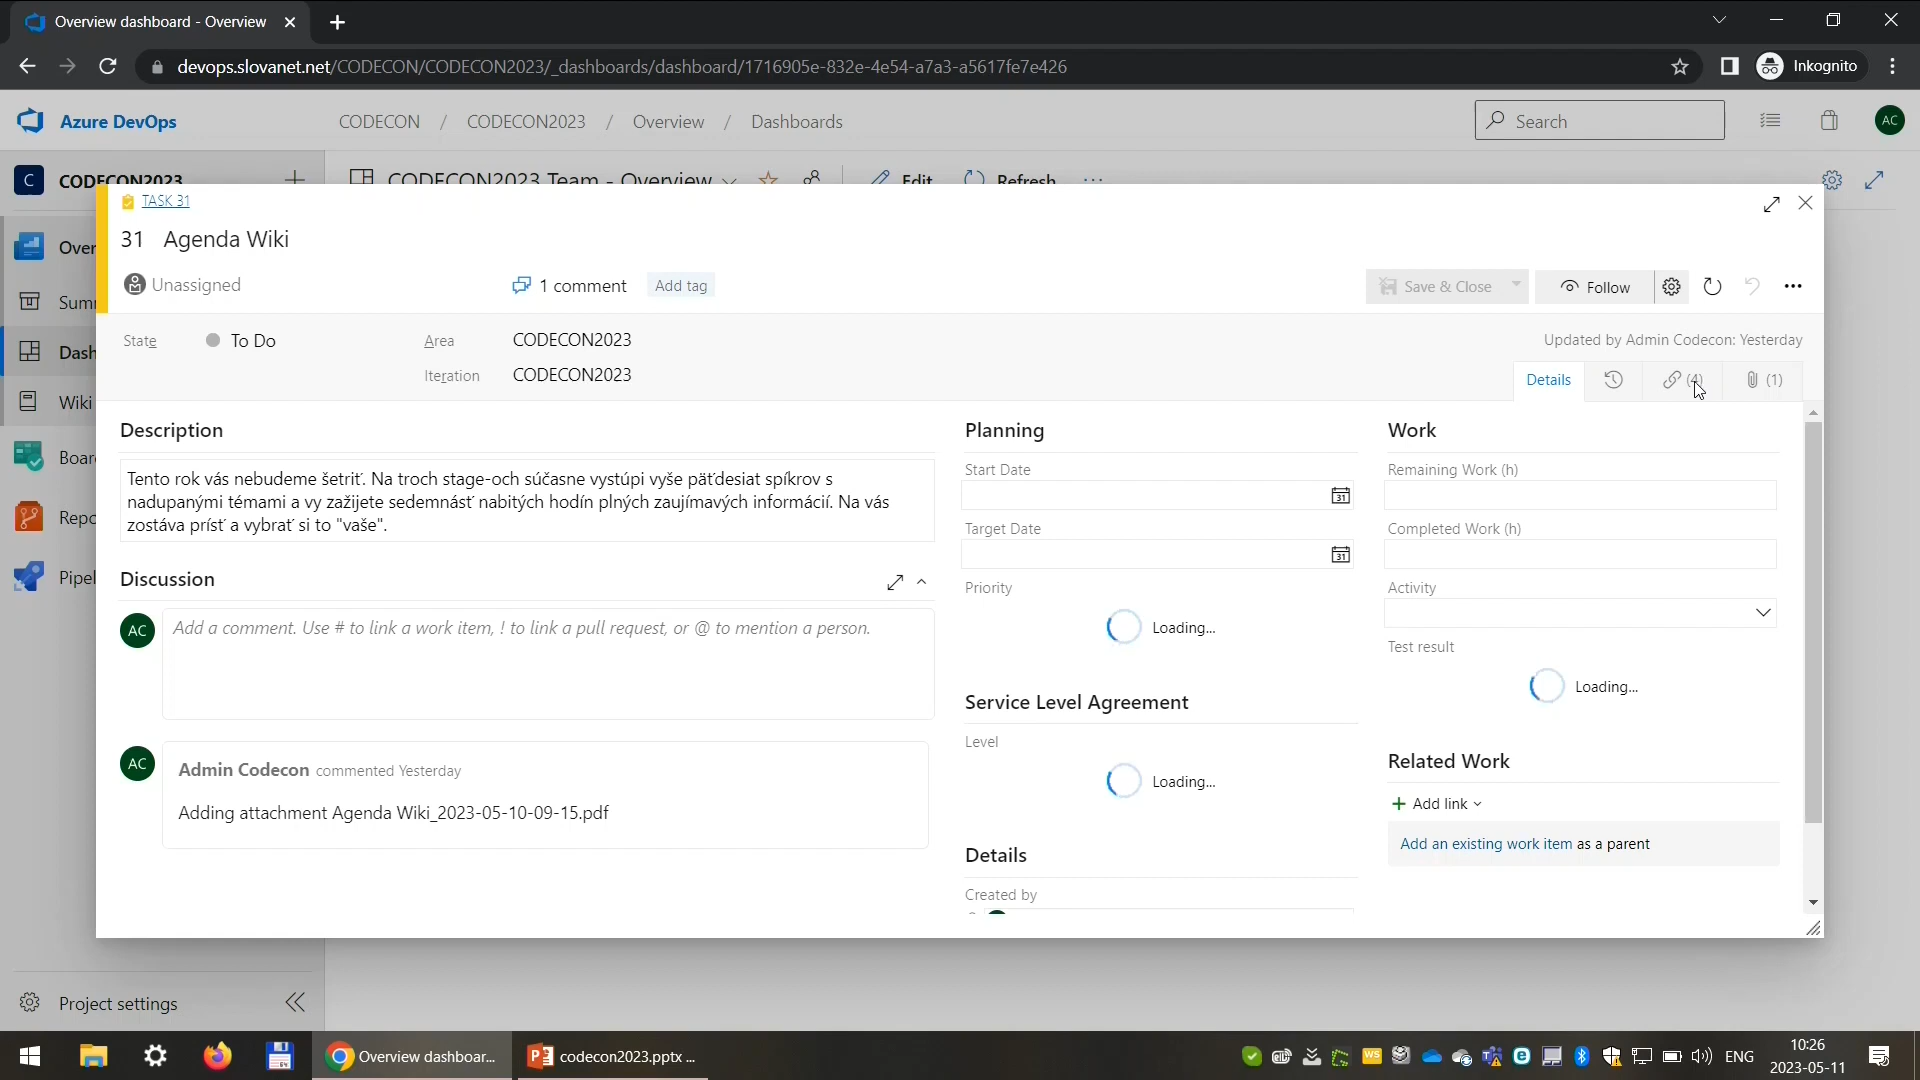 Overview dashboard - Overview
devops.slovanet.net/CODECON/CODECON2023/_dashboards/dashboard/1716905e-832e-4e54-a7a3-a5617fe7e426
Inkognito
Azure DevOps
CODECON / CODECON2023 / Overview / Dashboards
Search
AC
C CODECON2023
CODECON2023 Team - Overview
Edit
Refresh
TASK 31
31 Agenda Wiki
Unassigned
1 comment
Add tag
Save & Close
Follow
State
To Do
Area
CODECON2023
Updated by Admin Codecon: Yesterday
Iteration
CODECON2023
Details
(4)
(1)
Over
Sum
Dash
Wiki
Boar
Repo
Pipel
Description
Tento rok vás nebudeme šetriť. Na troch stage-och súčasne vystúpi vyše päťdesiat spíkrov s
nadupanými témami a vy zažijete sedemnásť nabitých hodín plných zaujímavých informácií. Na vás
zostáva prísť a vybrať si to "vaše".
Discussion
AC
Add a comment. Use # to link a work item, ! to link a pull request, or @ to mention a person.
AC
Admin Codecon commented Yesterday
Adding attachment Agenda Wiki_2023-05-10-09-15.pdf
Planning
Start Date
31
Target Date
31
Priority
Loading...
Service Level Agreement
Level
Loading...
Details
Created by
Work
Remaining Work (h)
Completed Work (h)
Activity
Test result
Loading...
Related Work
Add link
Add an existing work item as a parent
Project settings
Overview dashboar...
codecon2023.pptx ...
WS
ENG
10:26
2023-05-11